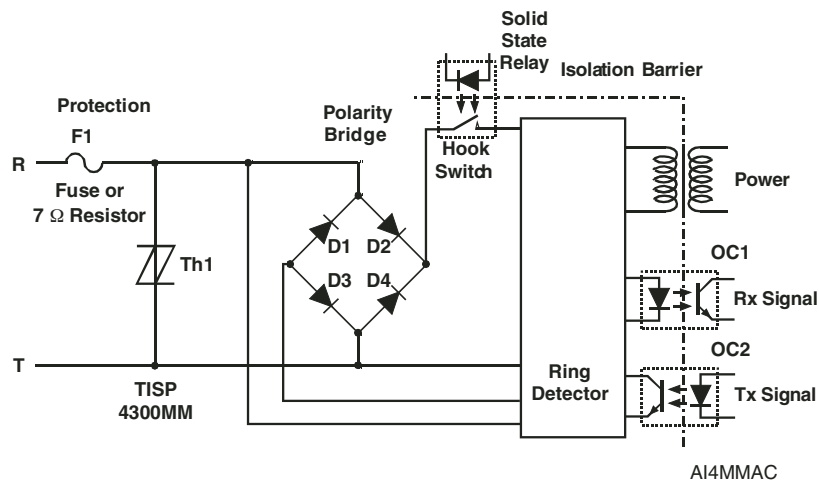 Solid
State
Relay
Isolation Barrier
Protection
F1
Polarity
Bridge
Hook
Switch
R
Fuse or
7 Ω Resistor
Power
D1
D2
Th1
D3
D4
OC1
Rx Signal
OC2
T
Ring
Detector
TISP
4300MM
Tx Signal
AI4MMAC